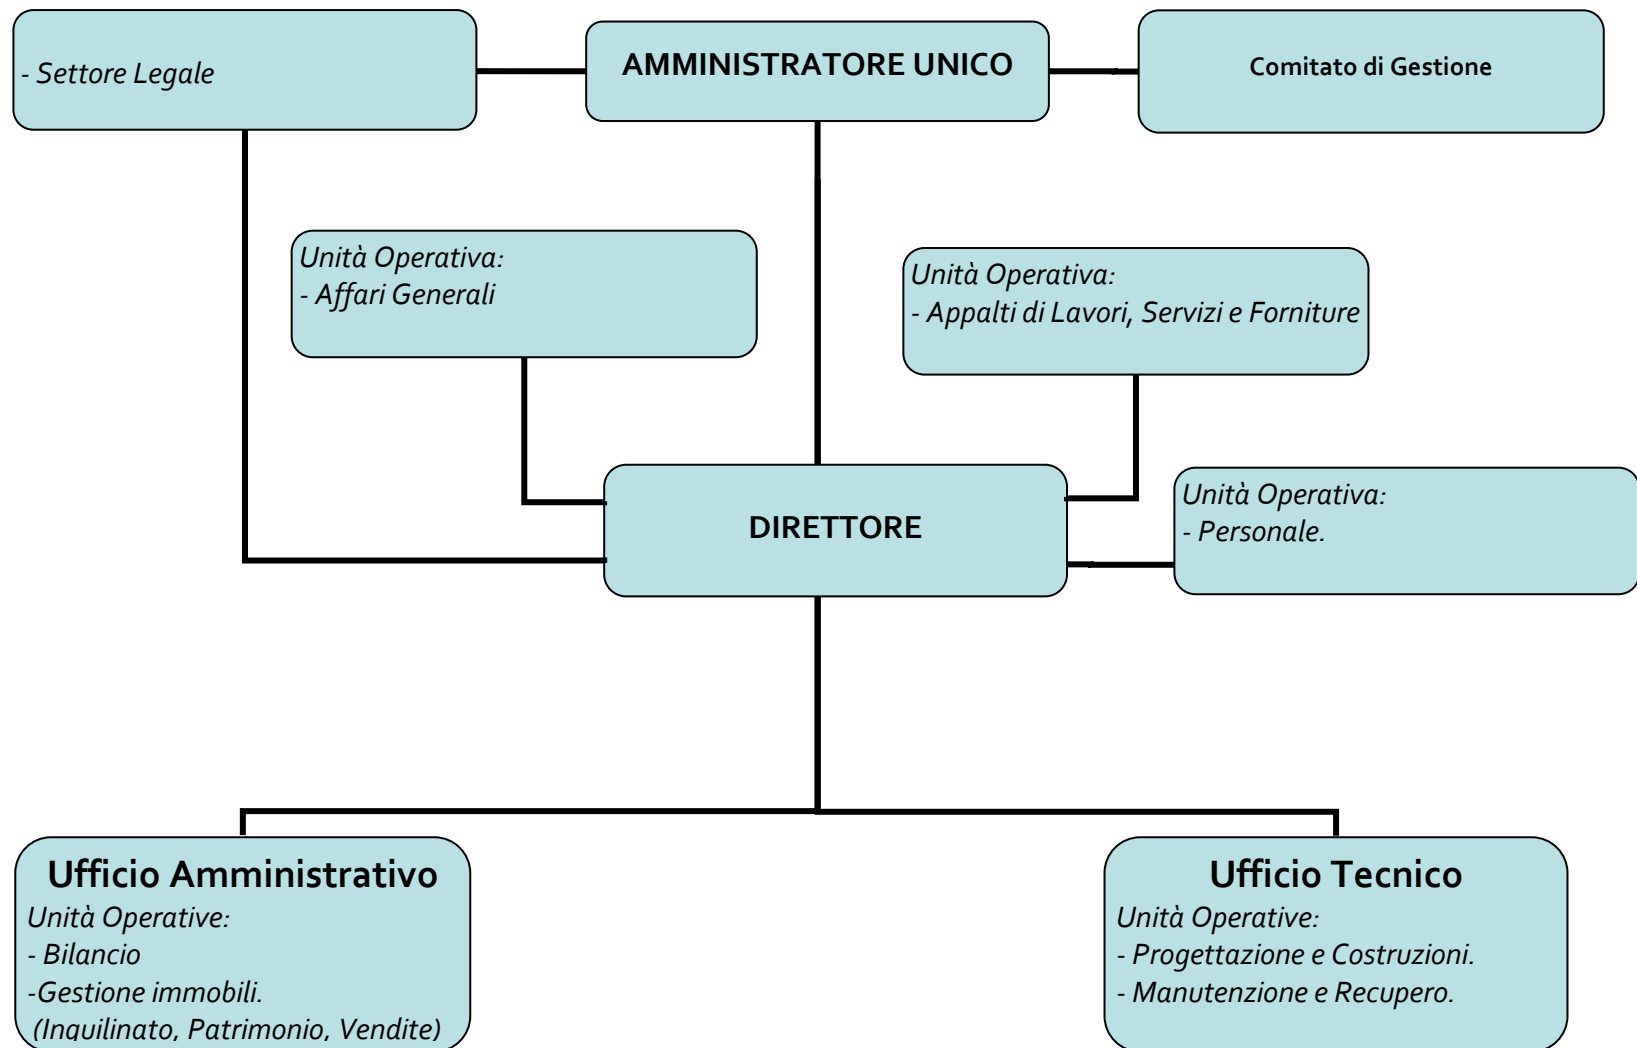 - Settore Legale
AMMINISTRATORE UNICO
Comitato di Gestione
Unità Operativa:
- Affari Generali
Unità Operativa:
- Appalti di Lavori, Servizi e Forniture
DIRETTORE
Unità Operativa:
- Personale.
Ufficio Amministrativo
Unità Operative:
- Bilancio
-Gestione immobili.
(Inquilinato, Patrimonio, Vendite)
Ufficio Tecnico
Unità Operative:
- Progettazione e Costruzioni.
- Manutenzione e Recupero.